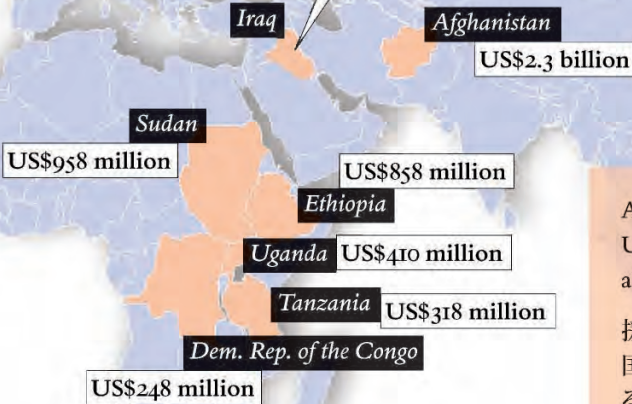 Iraq
Afghanistan
US$2.3 billion
Sudan
US$958 million
US$858 million
Ethiopia
Uganda US$410 million
Tanzania US$318 million
Dem. Rep. of the Congo
US$248 million
A
U
a
国